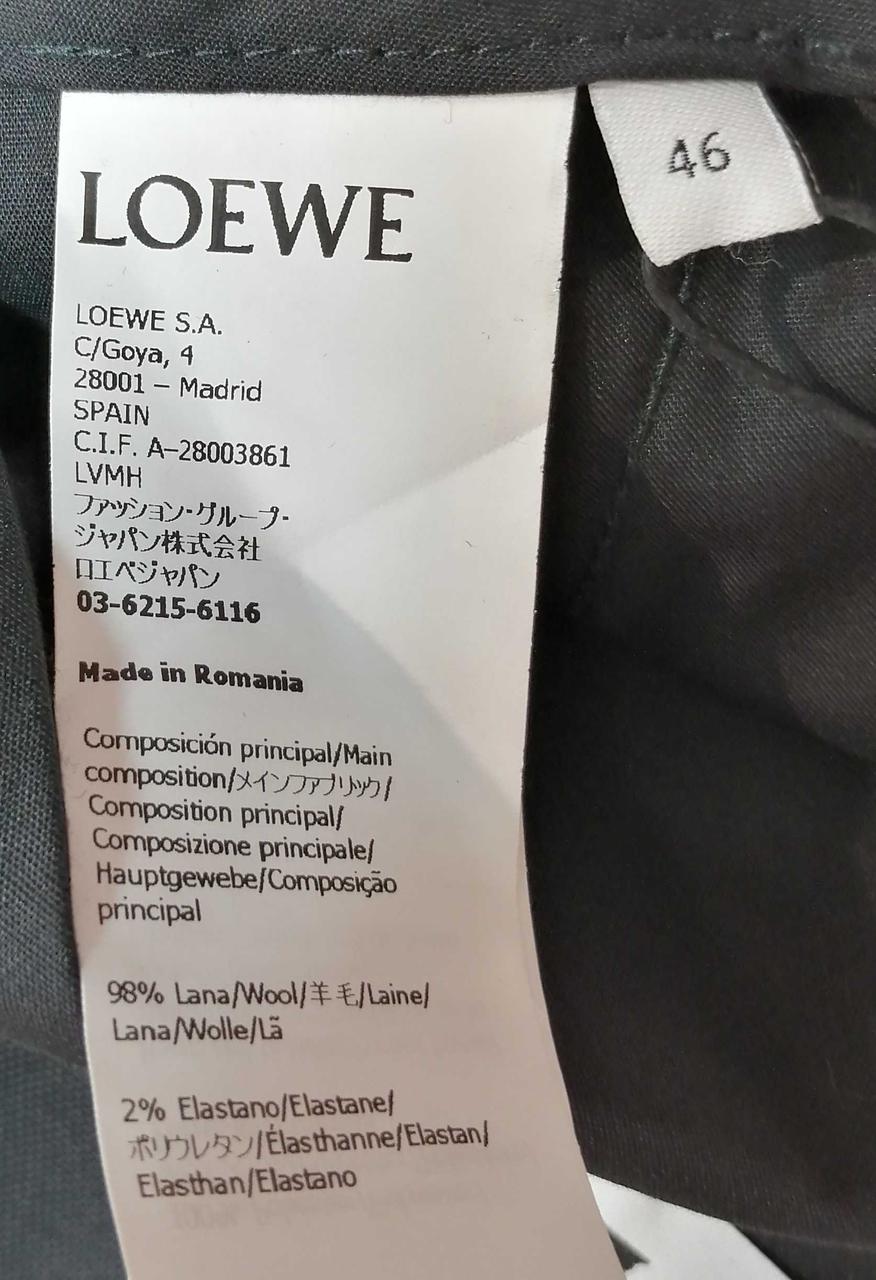 LOEWE
46
LOEWE S.A.
C/Goya, 4
28001 – Madrid
SPAIN
C.I.F. A-28003861
LVMH
ファッション・グループ・
ジャパン株式会社
ロエベジャパン
03-6215-6116
Made in Romania
Composición principal/Main
composition/メインファブリック/
Composition principal/
Composizione principale/
Hauptgewebe/Composição
principal
98% Lana/Wool/羊毛/Laine/
Lana/Wolle/Lã
2% Elastano/Elastane/
ポリウレタン/Élasthanne/Elastan/
Elasthan/Elastano